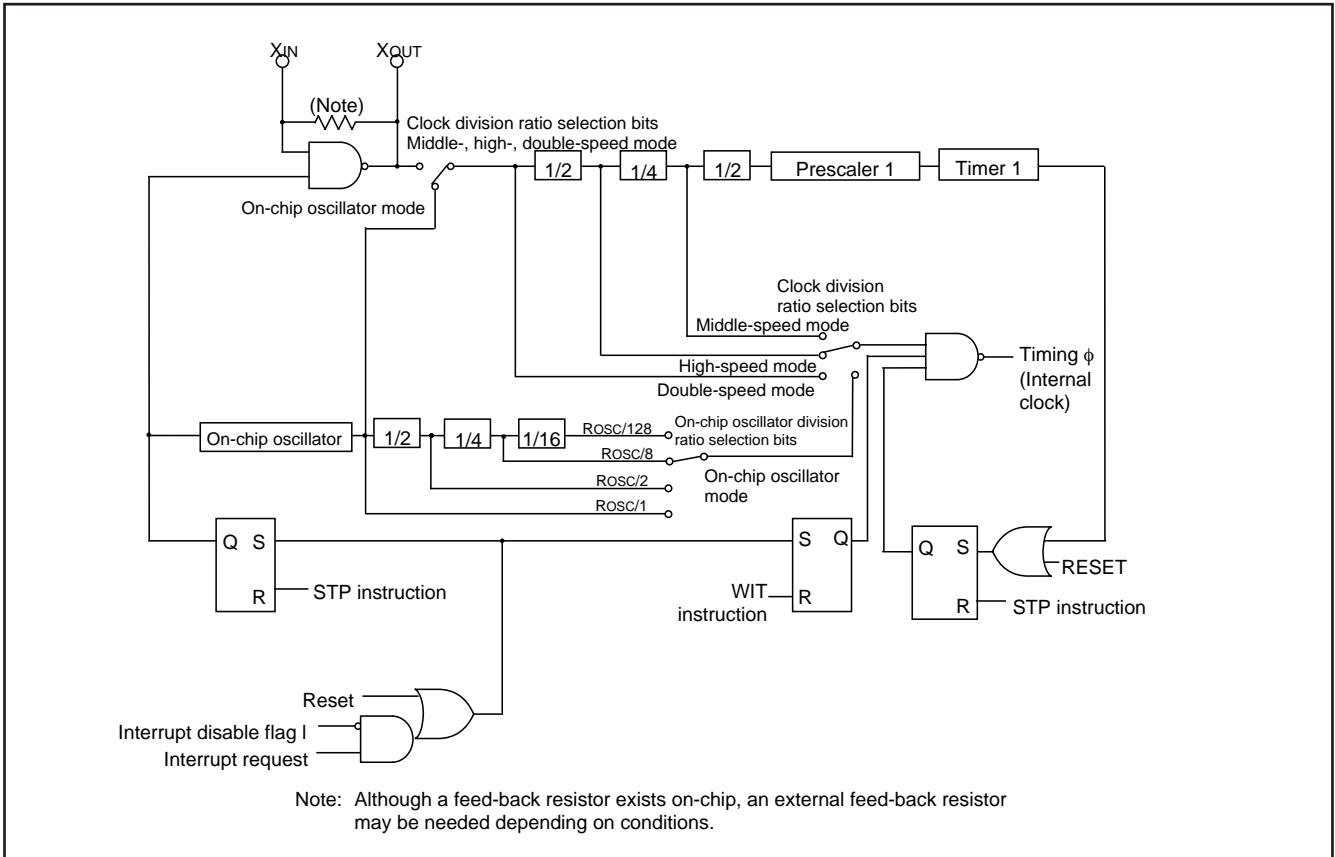 XIN
XOUT
(Note)
Clock division ratio selection bits
Middle-, high-, double-speed mode
1/2
1/4
1/2
Prescaler 1
Timer 1
On-chip oscillator mode
Clock division
ratio selection bits
Middle-speed mode
High-speed mode
Double-speed mode
Timing ϕ
(Internal
clock)
On-chip oscillator
1/2
1/4
1/16
ROSC/128
ROSC/8
ROSC/2
ROSC/1
On-chip oscillator division
ratio selection bits
On-chip oscillator
mode
Q S
R
STP instruction
S Q
R
WIT
instruction
Q S
R
RESET
STP instruction
Reset
Interrupt disable flag I
Interrupt request
Note: Although a feed-back resistor exists on-chip, an external feed-back resistor
may be needed depending on conditions.